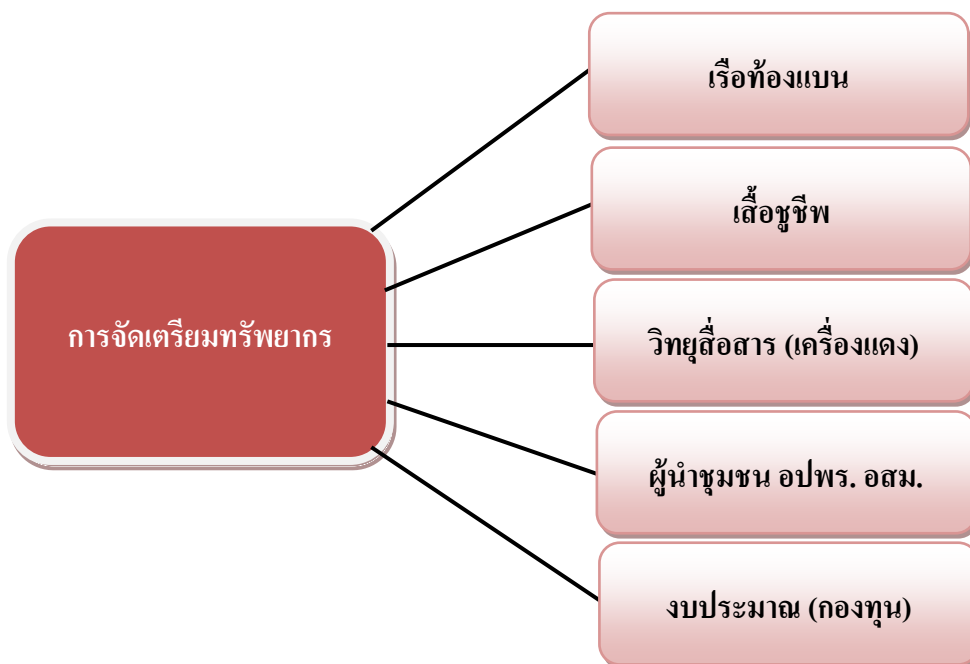 การจัดเตรียมทรัพยากร
เรือท้องแบน
เสื้อชูชีพ
วิทยุสื่อสาร (เครื่องแดง)
ผู้นำชุมชน อปพร. อสม.
งบประมาณ (กองทุน)